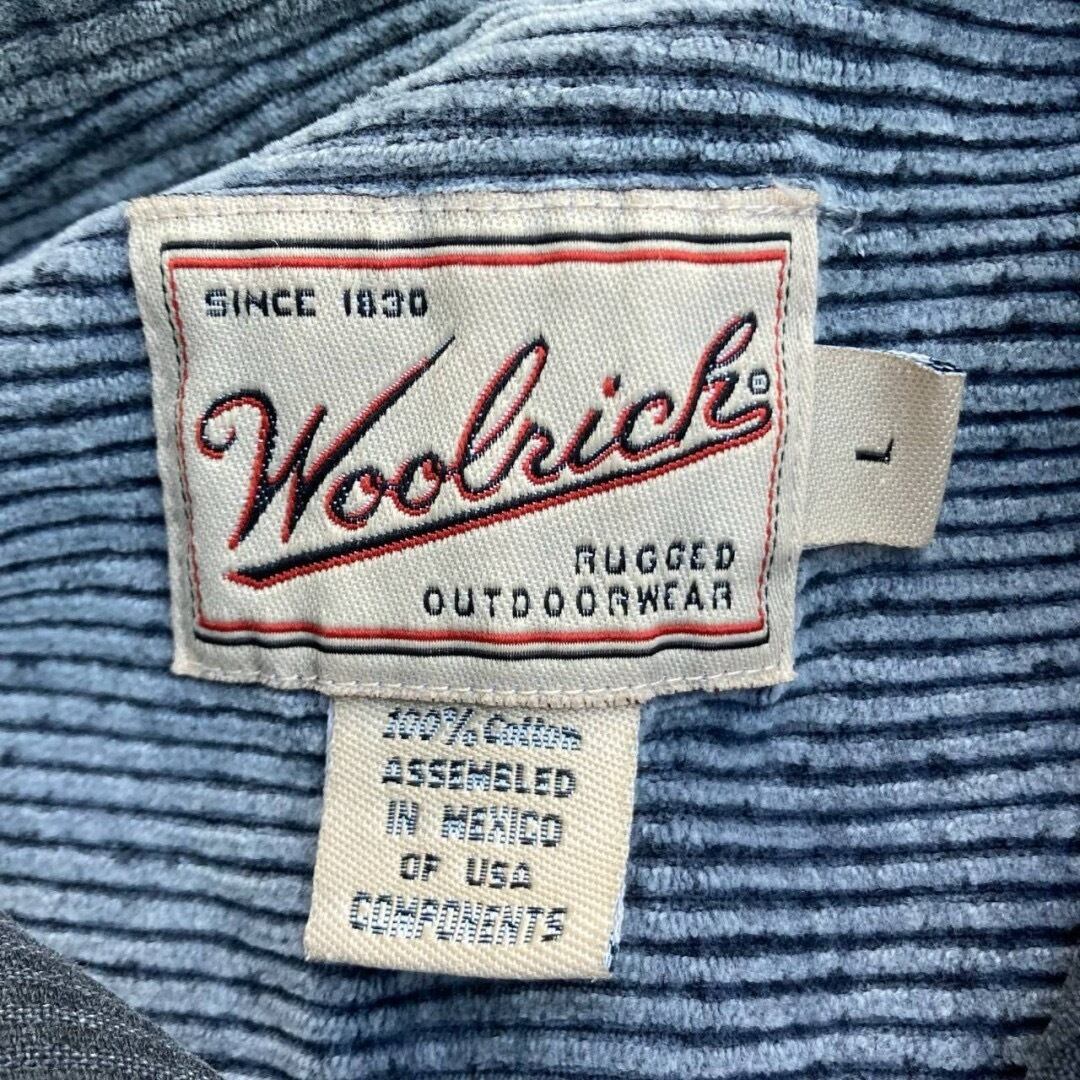 SINCE 1830
Woolrich®
RUGGED
OUTDOORWEAR
L
100% Cotton
ASSEMBLED
IN MEXICO
OF USA
COMPONENTS